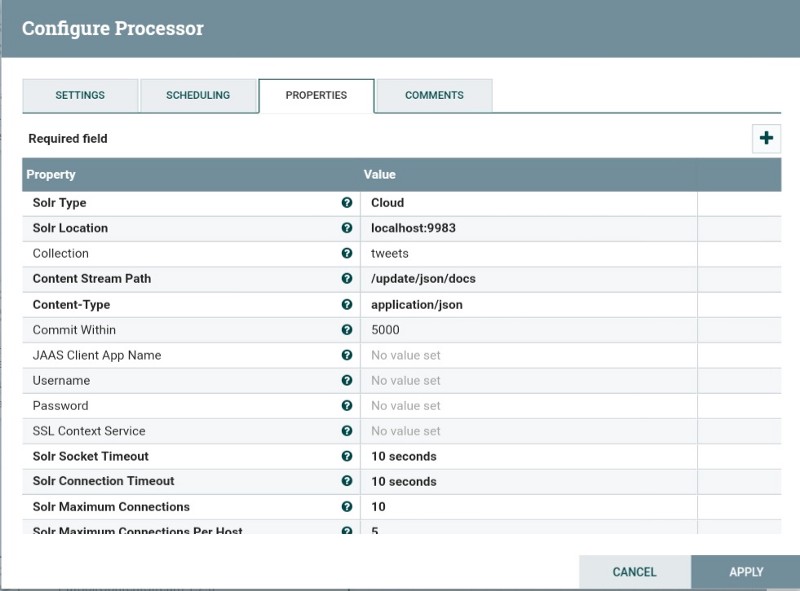 Configure Processor
SETTINGS SCHEDULING PROPERTIES COMMENTS
Required field
Property Value
Solr Type Cloud
Solr Location localhost:9983
Collection tweets
Content Stream Path /update/json/docs
Content-Type application/json
Commit Within 5000
JAAS Client App Name No value set
Username No value set
Password No value set
SSL Context Service No value set
Solr Socket Timeout 10 seconds
Solr Connection Timeout 10 seconds
Solr Maximum Connections 10
Solr Maximum Connections Per Host 5
CANCEL APPLY